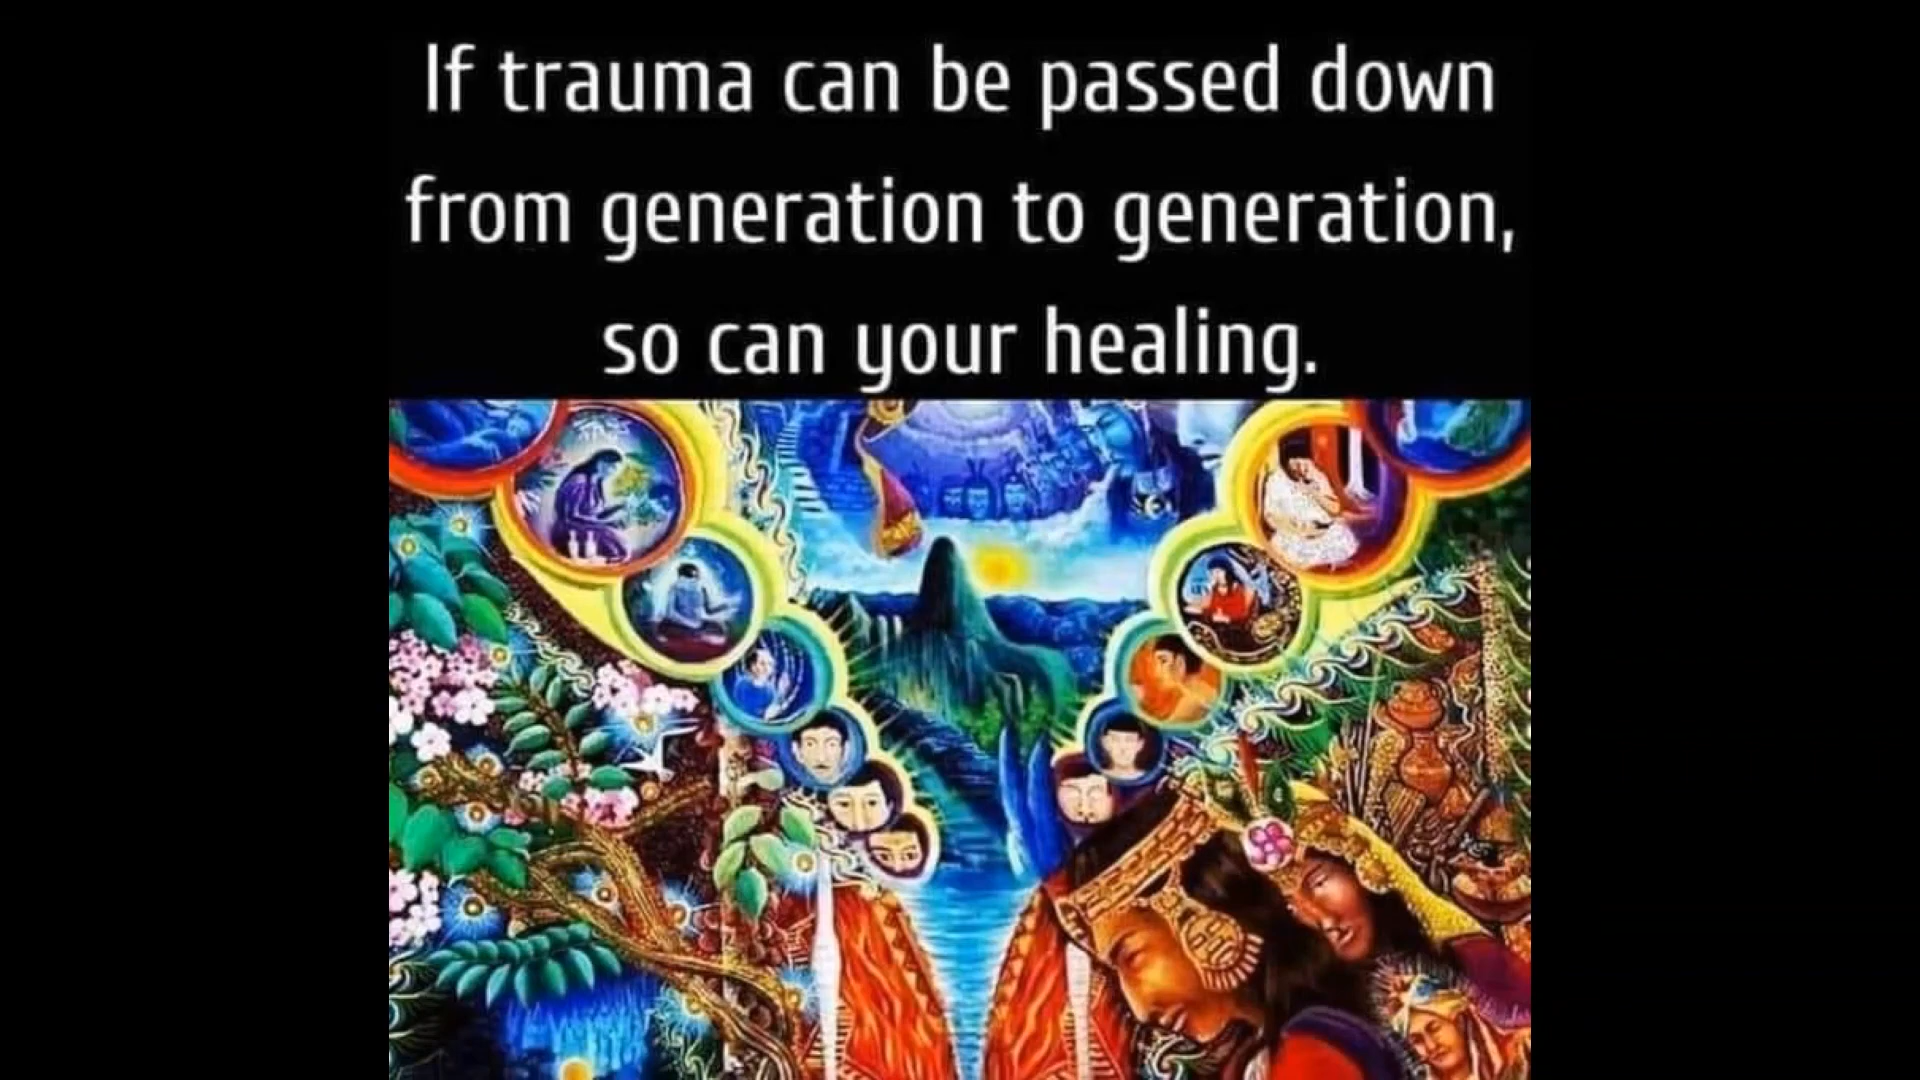 If trauma can be passed down
from generation to generation,
so can your healing.